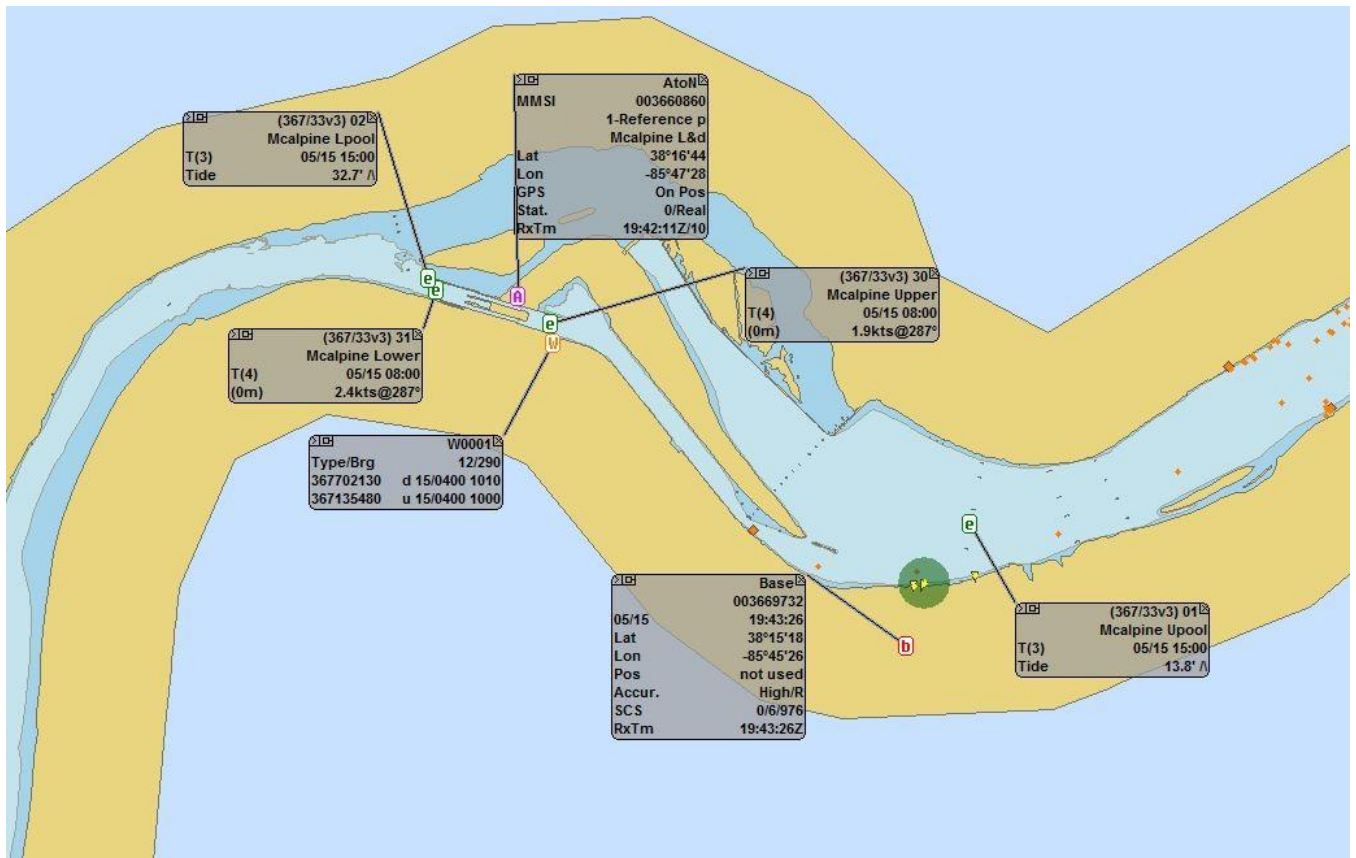 AtoN
MMSI 003660860
1-Reference p
Mcalpine L&d
Lat 38°16'44
Lon -85°47'28
GPS On Pos
Stat. 0/Real
RxTm 19:42:11Z/10
(367/33v3) 02
Mcalpine Lpool
T(3) 05/15 15:00
Tide 32.7' /\
e
e
A
(367/33v3) 30
Mcalpine Upper
T(4) 05/15 08:00
(0m) 1.9kts@287°
e
W
(367/33v3) 31
Mcalpine Lower
T(4) 05/15 08:00
(0m) 2.4kts@287°
W0001
Type/Brg 12/290
367702130 d 15/0400 1010
367135480 u 15/0400 1000
e
Base
003669732
05/15 19:43:26
Lat 38°15'18
Lon -85°45'26
Pos not used
Accur. High/R
SCS 0/6/976
RxTm 19:43:26Z
b
(367/33v3) 01
Mcalpine Upool
T(3) 05/15 15:00
Tide 13.8' /\